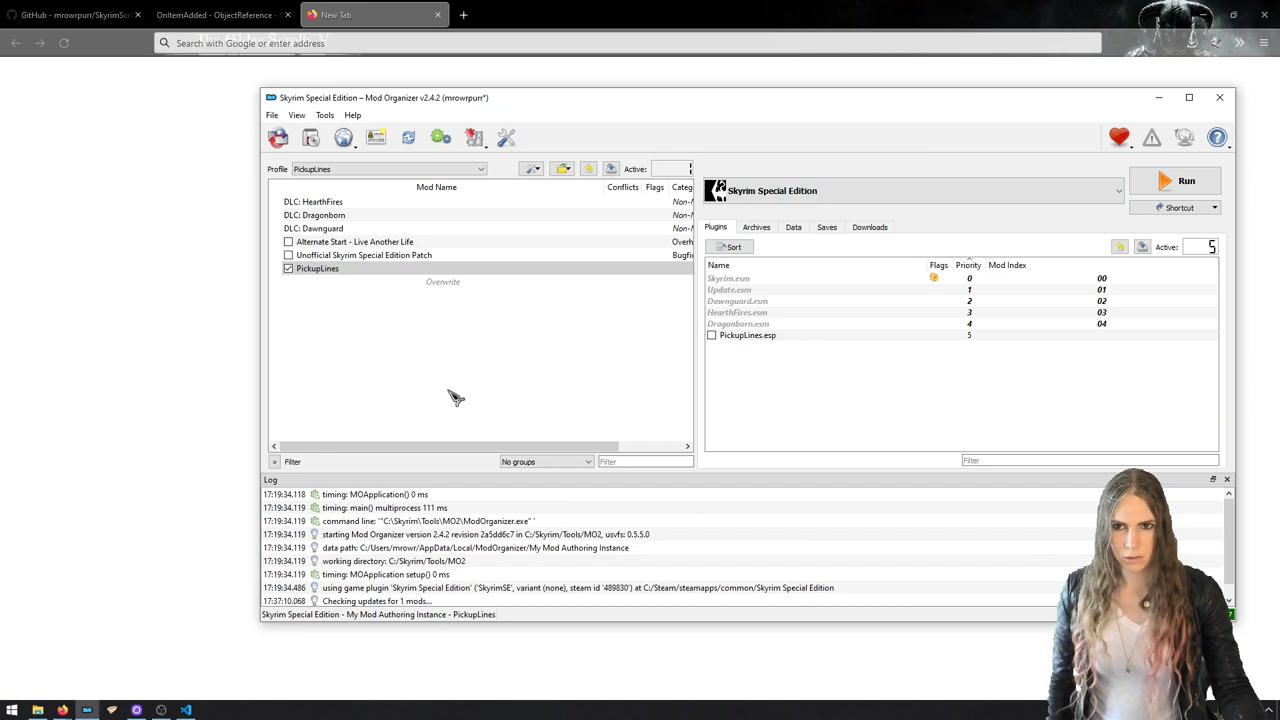 GitHub - mrowrpurr/SkyrimScr
OnItemAdded - ObjectReference -
New Tab
Search with Google or enter address
Skyrim Special Edition – Mod Organizer v2.4.2 (mrowrpurr*)
File View Tools Help
Profile PickupLines Active:
Mod Name Conflicts Flags Categ
DLC: HearthFires Non-M
DLC: Dragonborn Non-M
DLC: Dawnguard Non-M
Alternate Start - Live Another Life Overh
Unofficial Skyrim Special Edition Patch Bugfix
PickupLines
Overwrite
» Filter No groups Filter
Skyrim Special Edition
Run
Shortcut
Plugins Archives Data Saves Downloads
Sort Active: 5
Name Flags Priority Mod Index
Skyrim.esm 0 00
Update.esm 1 01
Dawnguard.esm 2 02
HearthFires.esm 3 03
Dragonborn.esm 4 04
PickupLines.esp 5
Filter
Log
17:19:34.118 timing: MOApplication() 0 ms
17:19:34.118 timing: main() multiprocess 111 ms
17:19:34.119 command line: '"C:\Skyrim\Tools\MO2\ModOrganizer.exe" '
17:19:34.119 starting Mod Organizer version 2.4.2 revision 2a5dd6c7 in C:/Skyrim/Tools/MO2, usvfs: 0.5.5.0
17:19:34.119 data path: C:/Users/mrowr/AppData/Local/ModOrganizer/My Mod Authoring Instance
17:19:34.119 working directory: C:/Skyrim/Tools/MO2
17:19:34.119 timing: MOApplication setup() 0 ms
17:19:34.486 using game plugin 'Skyrim Special Edition' ('SkyrimSE', variant (none), steam id '489830') at C:/Steam/steamapps/common/Skyrim Special Edition
17:37:10.068 Checking updates for 1 mods...
Skyrim Special Edition - My Mod Authoring Instance - PickupLines